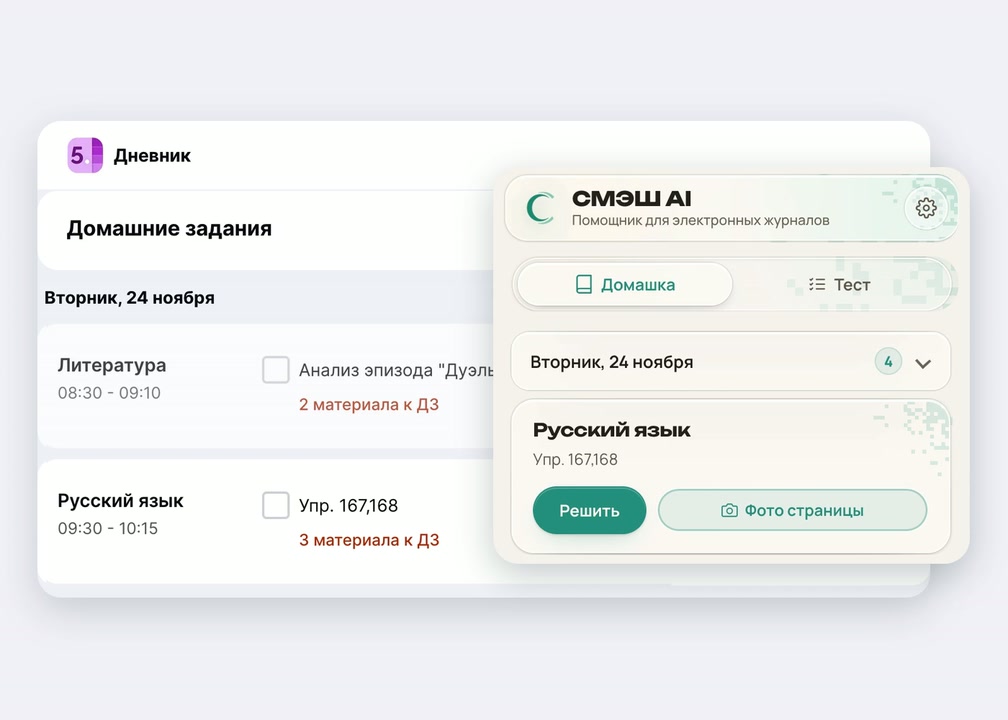 5.
Дневник
Домашние задания
Вторник, 24 ноября
Литература
08:30 - 09:10
Анализ эпизода "Дуэль
2 материала к ДЗ
Русский язык
09:30 - 10:15
Упр. 167,168
3 материала к ДЗ
СМЭШ AI
Помощник для электронных журналов
Домашка
Тест
Вторник, 24 ноября
4
Русский язык
Упр. 167,168
Решить
Фото страницы